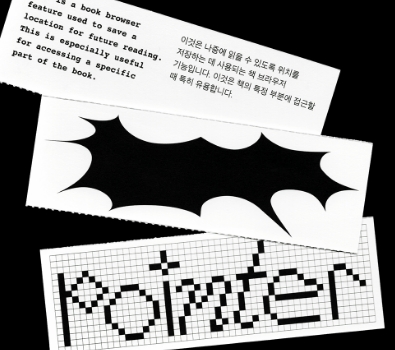 is a book browser
feature used to save a
location for future reading.
This is especially useful
for accessing a specific
part of the book.
이것은 나중에 읽을 수 있도록 위치를
저장하는 데 사용되는 책 브라우저
기능입니다. 이것은 책의 특정 부분에 접근할
때 특히 유용합니다.
pointer